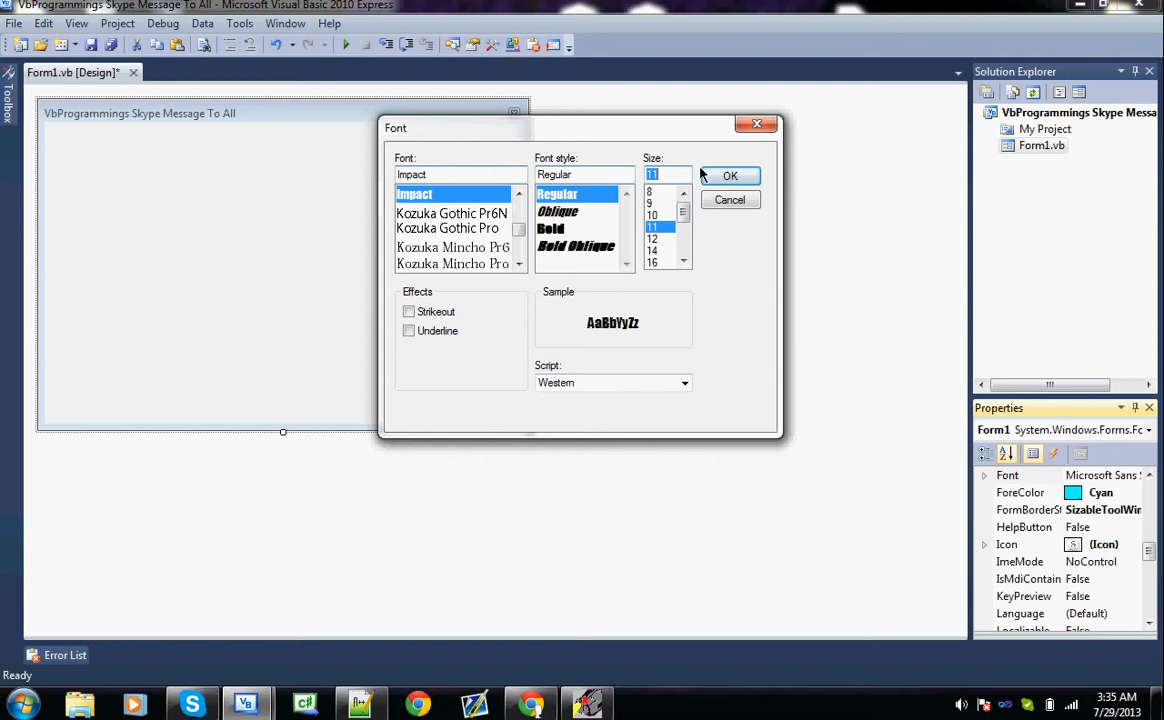 VbProgrammings Skype Message To All - Microsoft Visual Basic 2010 Express
File Edit View Project Debug Data Tools Window Help
Form1.vb [Design]*
Solution Explorer
Toolbox
VbProgrammings Skype Message To All
VbProgrammings Skype Messa
My Project
Form1.vb
Font
Font: Font style: Size:
Impact Regular 11
OK
Cancel
Impact
Kozuka Gothic Pr6N
Kozuka Gothic Pro
Kozuka Mincho Pr6
Kozuka Mincho Pro
Regular
Oblique
Bold
Bold Oblique
8
9
10
11
12
14
16
Effects
Strikeout
Underline
Sample
AaBbYyZz
Script:
Western
Properties
Form1 System.Windows.Forms.Fc
Font Microsoft Sans S
ForeColor Cyan
FormBorderSt SizableToolWin
HelpButton False
Icon (Icon)
ImeMode NoControl
IsMdiContain False
KeyPreview False
Language (Default)
Localizable False
Error List
Ready
3:35 AM
7/29/2013